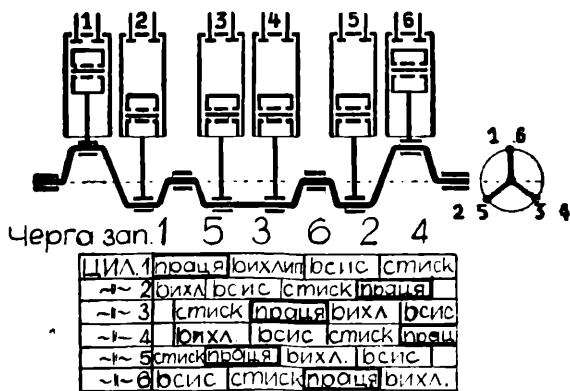 1 2 3 4 5 6
1 6
2 5 3 4
Черга зап. 1 5 3 6 2 4
ЦИЛ. 1 праця вихлип всис стиск
~"~ 2 вихл всис стиск праця
~"~ 3 стиск праця вихл всис
~"~ 4 вихл. всис стиск прац
~"~ 5 стиск праця вихл. всис
~"~ 6 всис стиск праця вихл.